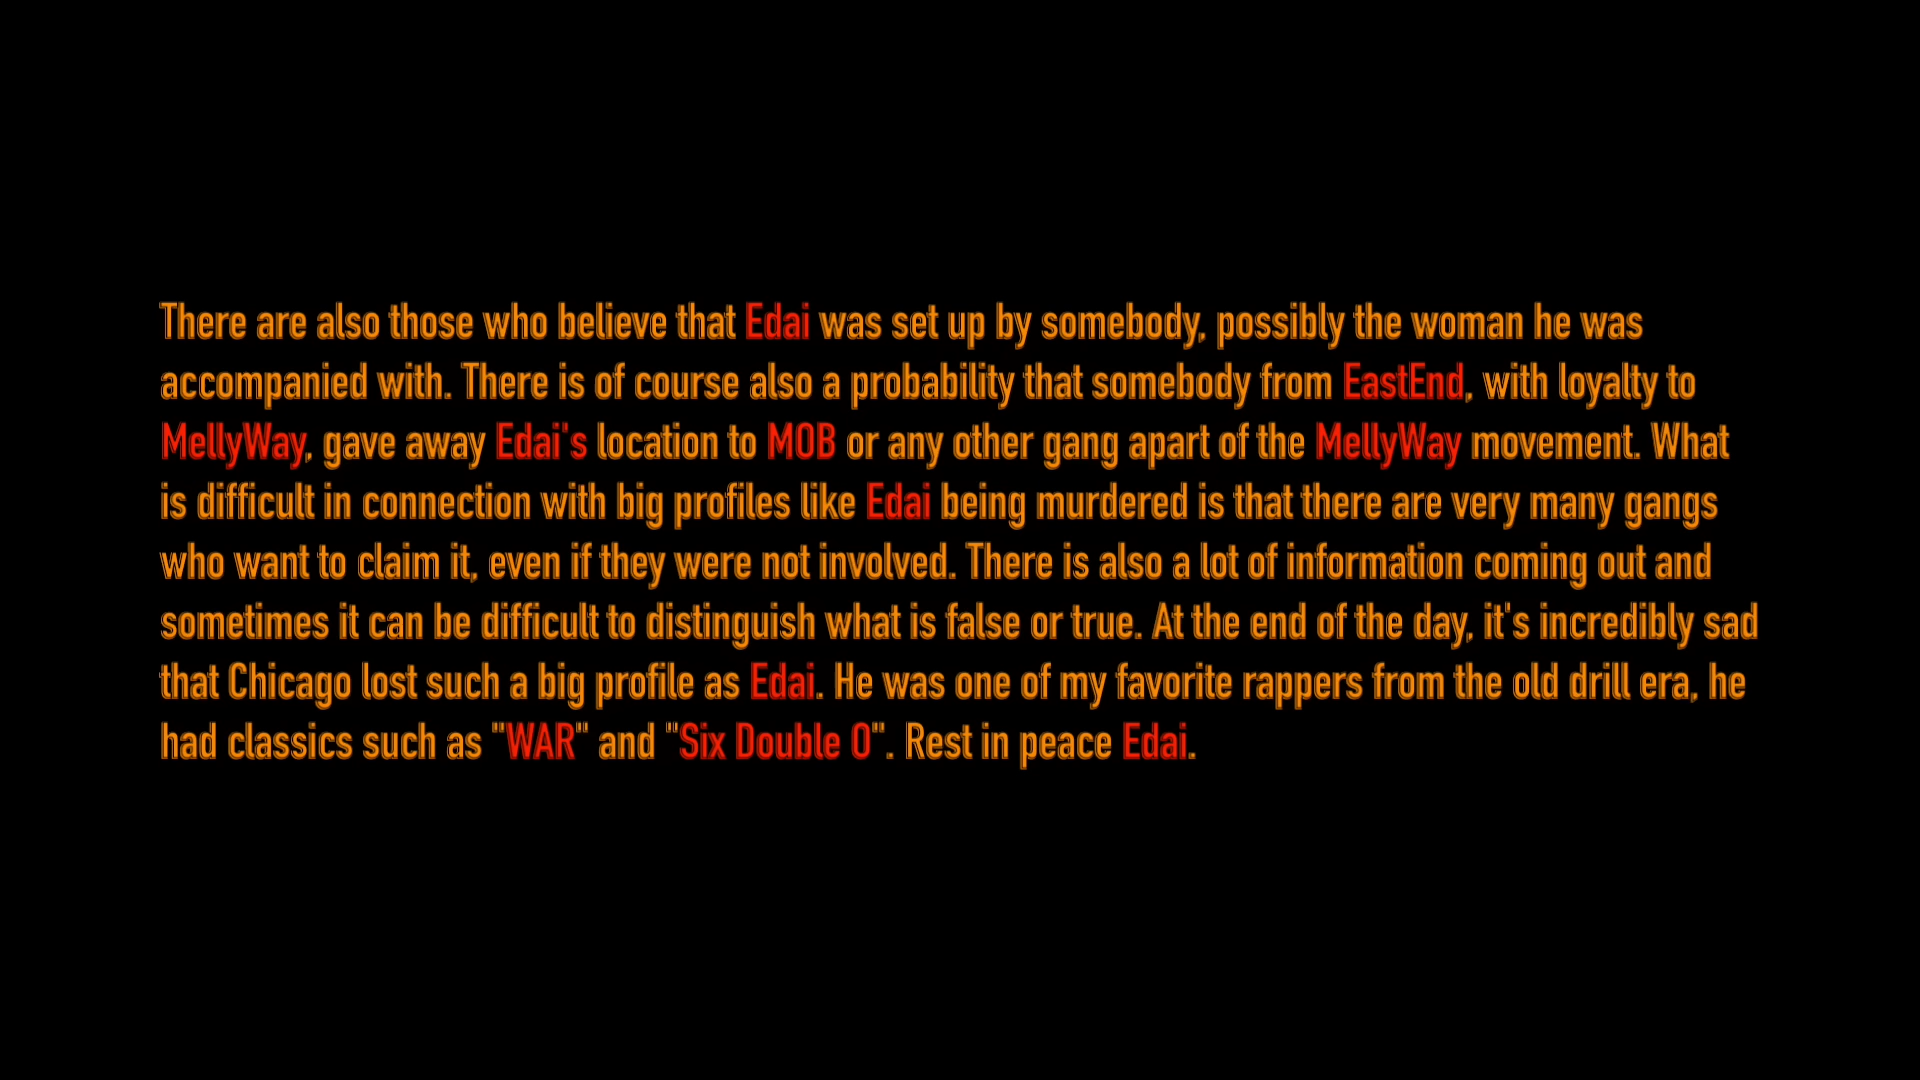 There are also those who believe that Edai was set up by somebody, possibly the woman he was
accompanied with. There is of course also a probability that somebody from EastEnd, with loyalty to
MellyWay, gave away Edai's location to MOB or any other gang apart of the MellyWay movement. What
is difficult in connection with big profiles like Edai being murdered is that there are very many gangs
who want to claim it, even if they were not involved. There is also a lot of information coming out and
sometimes it can be difficult to distinguish what is false or true. At the end of the day, it's incredibly sad
that Chicago lost such a big profile as Edai. He was one of my favorite rappers from the old drill era, he
had classics such as "WAR" and "Six Double O". Rest in peace Edai.